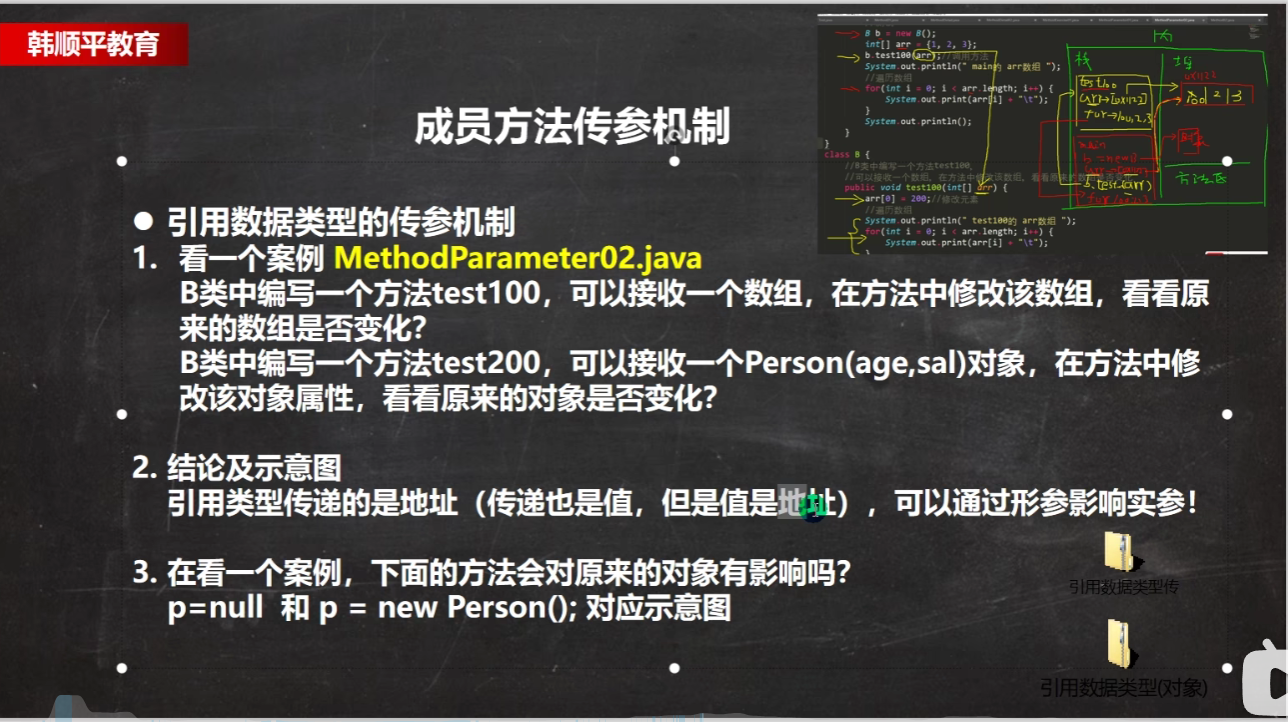 韩顺平教育
成员方法传参机制
● 引用数据类型的传参机制
1. 看一个案例 MethodParameter02.java
B类中编写一个方法test100，可以接收一个数组，在方法中修改该数组，看看原
来的数组是否变化？
B类中编写一个方法test200，可以接收一个Person(age,sal)对象，在方法中修
改该对象属性，看看原来的对象是否变化？
2. 结论及示意图
引用类型传递的是地址（传递也是值，但是值是地址），可以通过形参影响实参！
3. 在看一个案例，下面的方法会对原来的对象有影响吗？
p=null 和 p = new Person(); 对应示意图
B b = new B();
int[] arr = {1, 2, 3};
b.test100(arr);//调用方法
System.out.println(" main的 arr数组 ");
//遍历数组
for(int i = 0; i < arr.length; i++) {
System.out.print(arr[i] + "\t");
}
System.out.println();
}
}
class B {
//B类中编写一个方法test100，
//可以接收一个数组，在方法中修改该数组，看看原来的数组是否变化
public void test100(int[] arr) {
arr[0] = 200;//修改元素
//遍历数组
System.out.println(" test100的 arr数组 ");
for(int i = 0; i < arr.length; i++) {
System.out.print(arr[i] + "\t");
}
栈
test100
main
方法区
引用数据类型传
引用数据类型(对象)